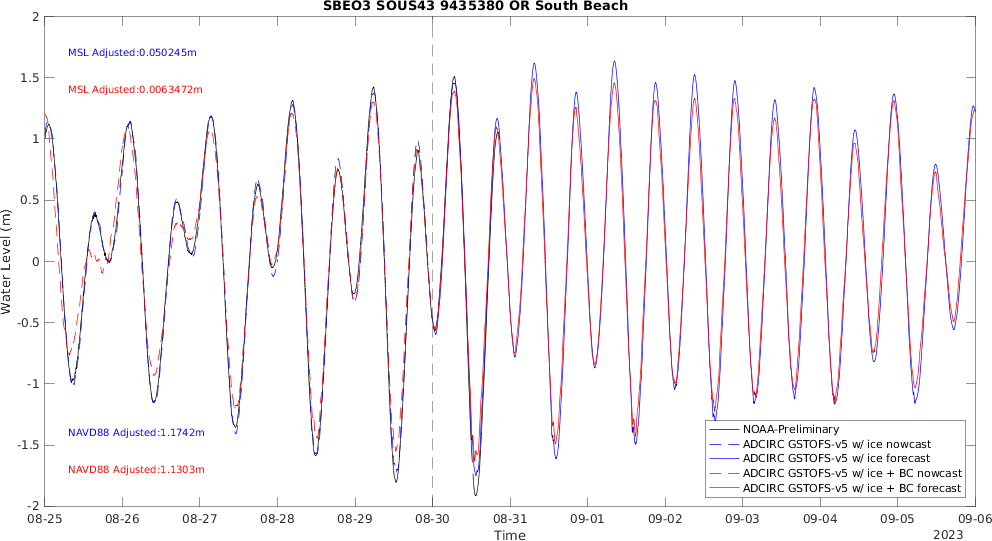 SBEO3 SOUS43 9435380 OR South Beach
MSL Adjusted:0.050245m
MSL Adjusted:0.0063472m
NAVD88 Adjusted:1.1742m
NAVD88 Adjusted:1.1303m
Water Level (m)
2
1.5
1
0.5
0
-0.5
-1
-1.5
-2
NOAA-Preliminary
ADCIRC GSTOFS-v5 w/ ice nowcast
ADCIRC GSTOFS-v5 w/ ice forecast
ADCIRC GSTOFS-v5 w/ ice + BC nowcast
ADCIRC GSTOFS-v5 w/ ice + BC forecast
08-25 08-26 08-27 08-28 08-29 08-30 08-31 09-01 09-02 09-03 09-04 09-05 09-06
Time
2023